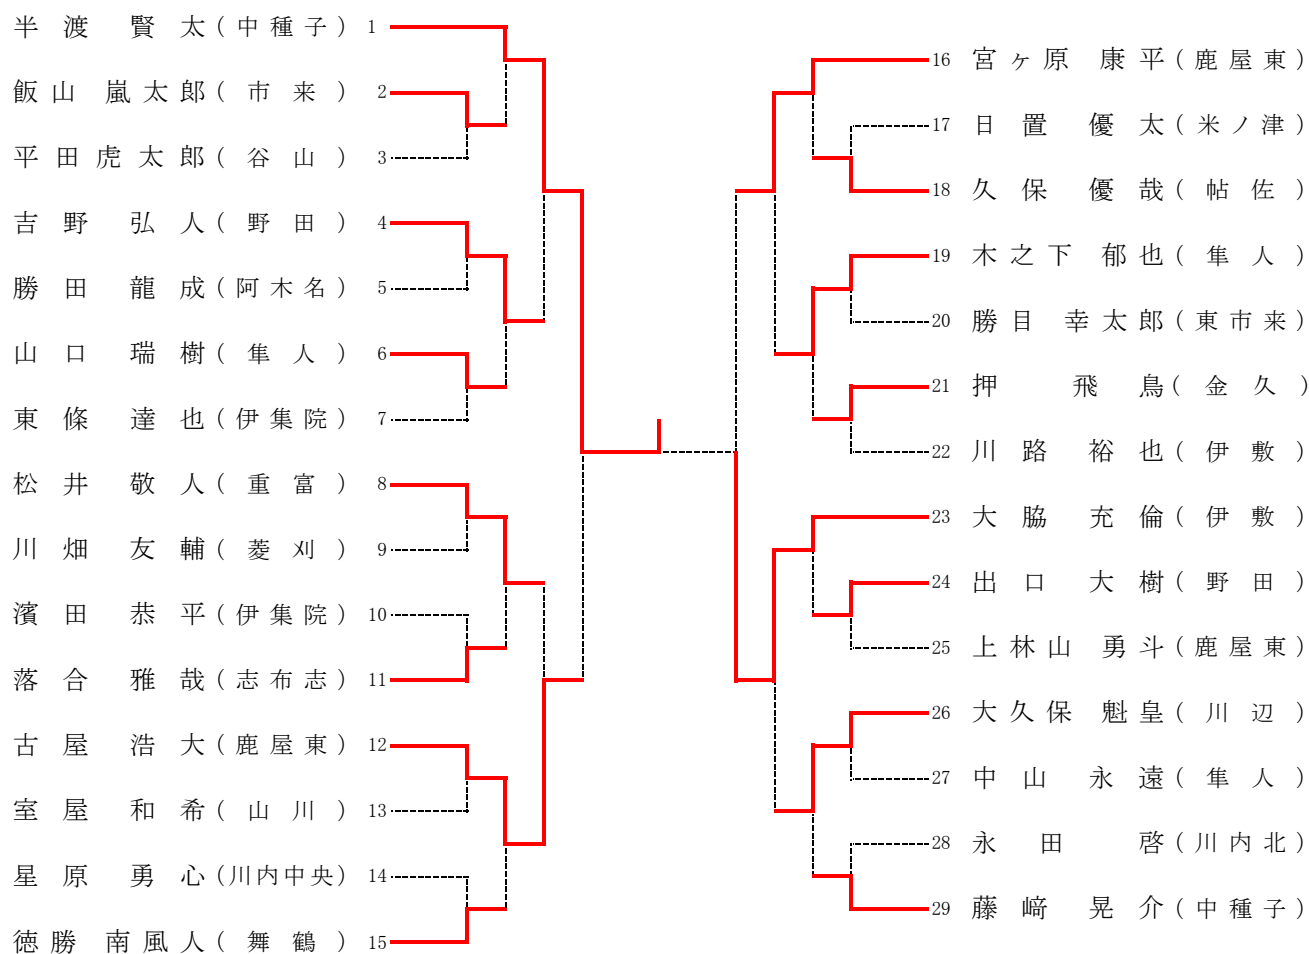 半渡 賢太(中種子) 1
飯山 嵐太郎(市来) 2
平田虎太郎(谷山) 3
吉野 弘人(野田) 4
勝田 龍成(阿木名) 5
山口 瑞樹(隼人) 6
東條 達也(伊集院) 7
松井 敬人(重富) 8
川畑 友輔(菱刈) 9
濱田 恭平(伊集院) 10
落合 雅哉(志布志) 11
古屋 浩大(鹿屋東) 12
室屋 和希(山川) 13
星原 勇心(川内中央) 14
徳勝 南風人(舞鶴) 15
16 宮ヶ原 康平(鹿屋東)
17 日置 優太(米ノ津)
18 久保 優哉(帖佐)
19 木之下 郁也(隼人)
20 勝目 幸太郎(東市来)
21 押 飛鳥(金久)
22 川路 裕也(伊敷)
23 大脇 充倫(伊敷)
24 出口 大樹(野田)
25 上林山 勇斗(鹿屋東)
26 大久保 魁皇(川辺)
27 中山 永遠(隼人)
28 永田 啓(川内北)
29 藤﨑 晃介(中種子)